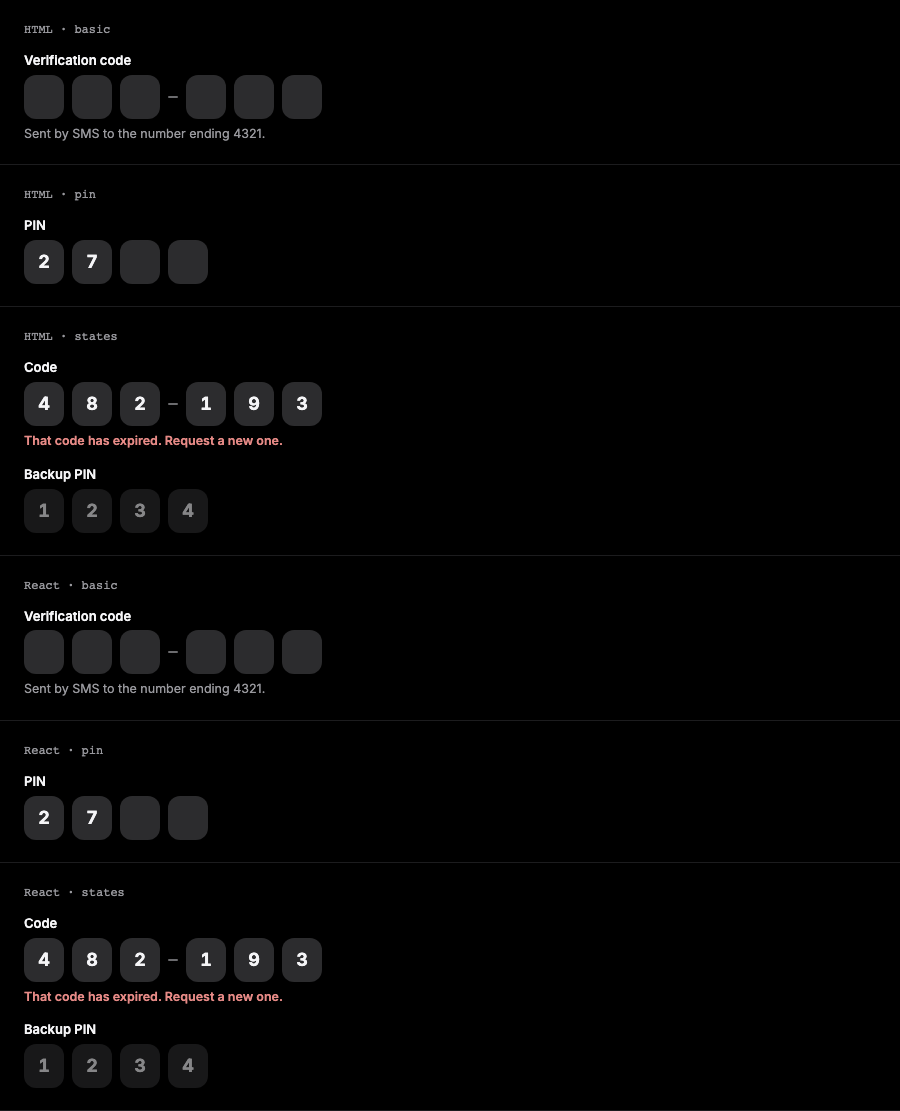 HTML · basic
Verification code
–
Sent by SMS to the number ending 4321.
HTML · pin
PIN
2 7
HTML · states
Code
4 8 2 – 1 9 3
That code has expired. Request a new one.
Backup PIN
1 2 3 4
React · basic
Verification code
–
Sent by SMS to the number ending 4321.
React · pin
PIN
2 7
React · states
Code
4 8 2 – 1 9 3
That code has expired. Request a new one.
Backup PIN
1 2 3 4